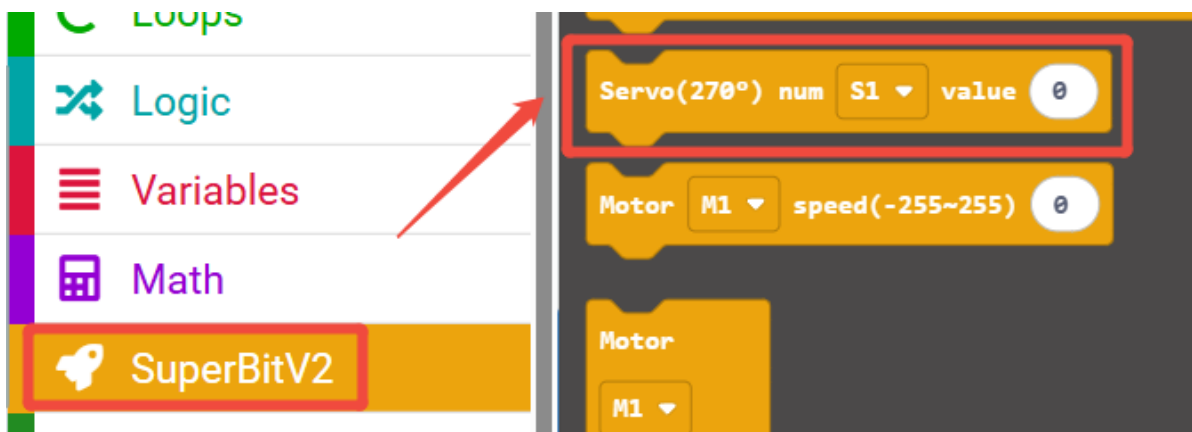 Loops
Logic
Variables
Math
SuperBitV2
Servo(270°) num S1 value 0
Motor M1 speed(-255~255) 0
Motor
M1